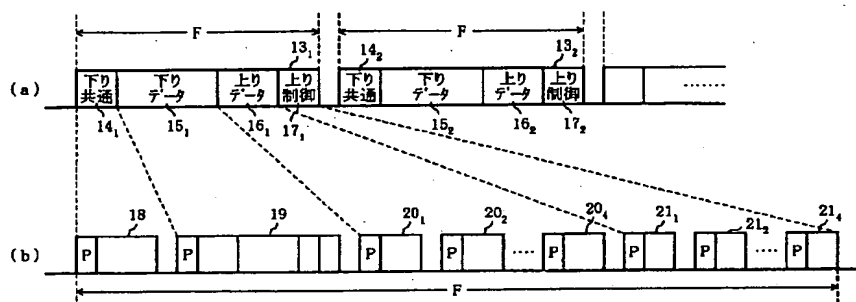 F F
13₁ 14₂ 13₂
(a) 下り共通 下りデータ 上りデータ 上り制御 下り共通 下りデータ 上りデータ 上り制御 ……
14₁ 15₁ 16₁ 17₁ 15₂ 16₂ 17₂
18 19 20₁ 20₂ 20₄ 21₁ 21₂ 21₄
(b) P P P P …… P P P …… P
F